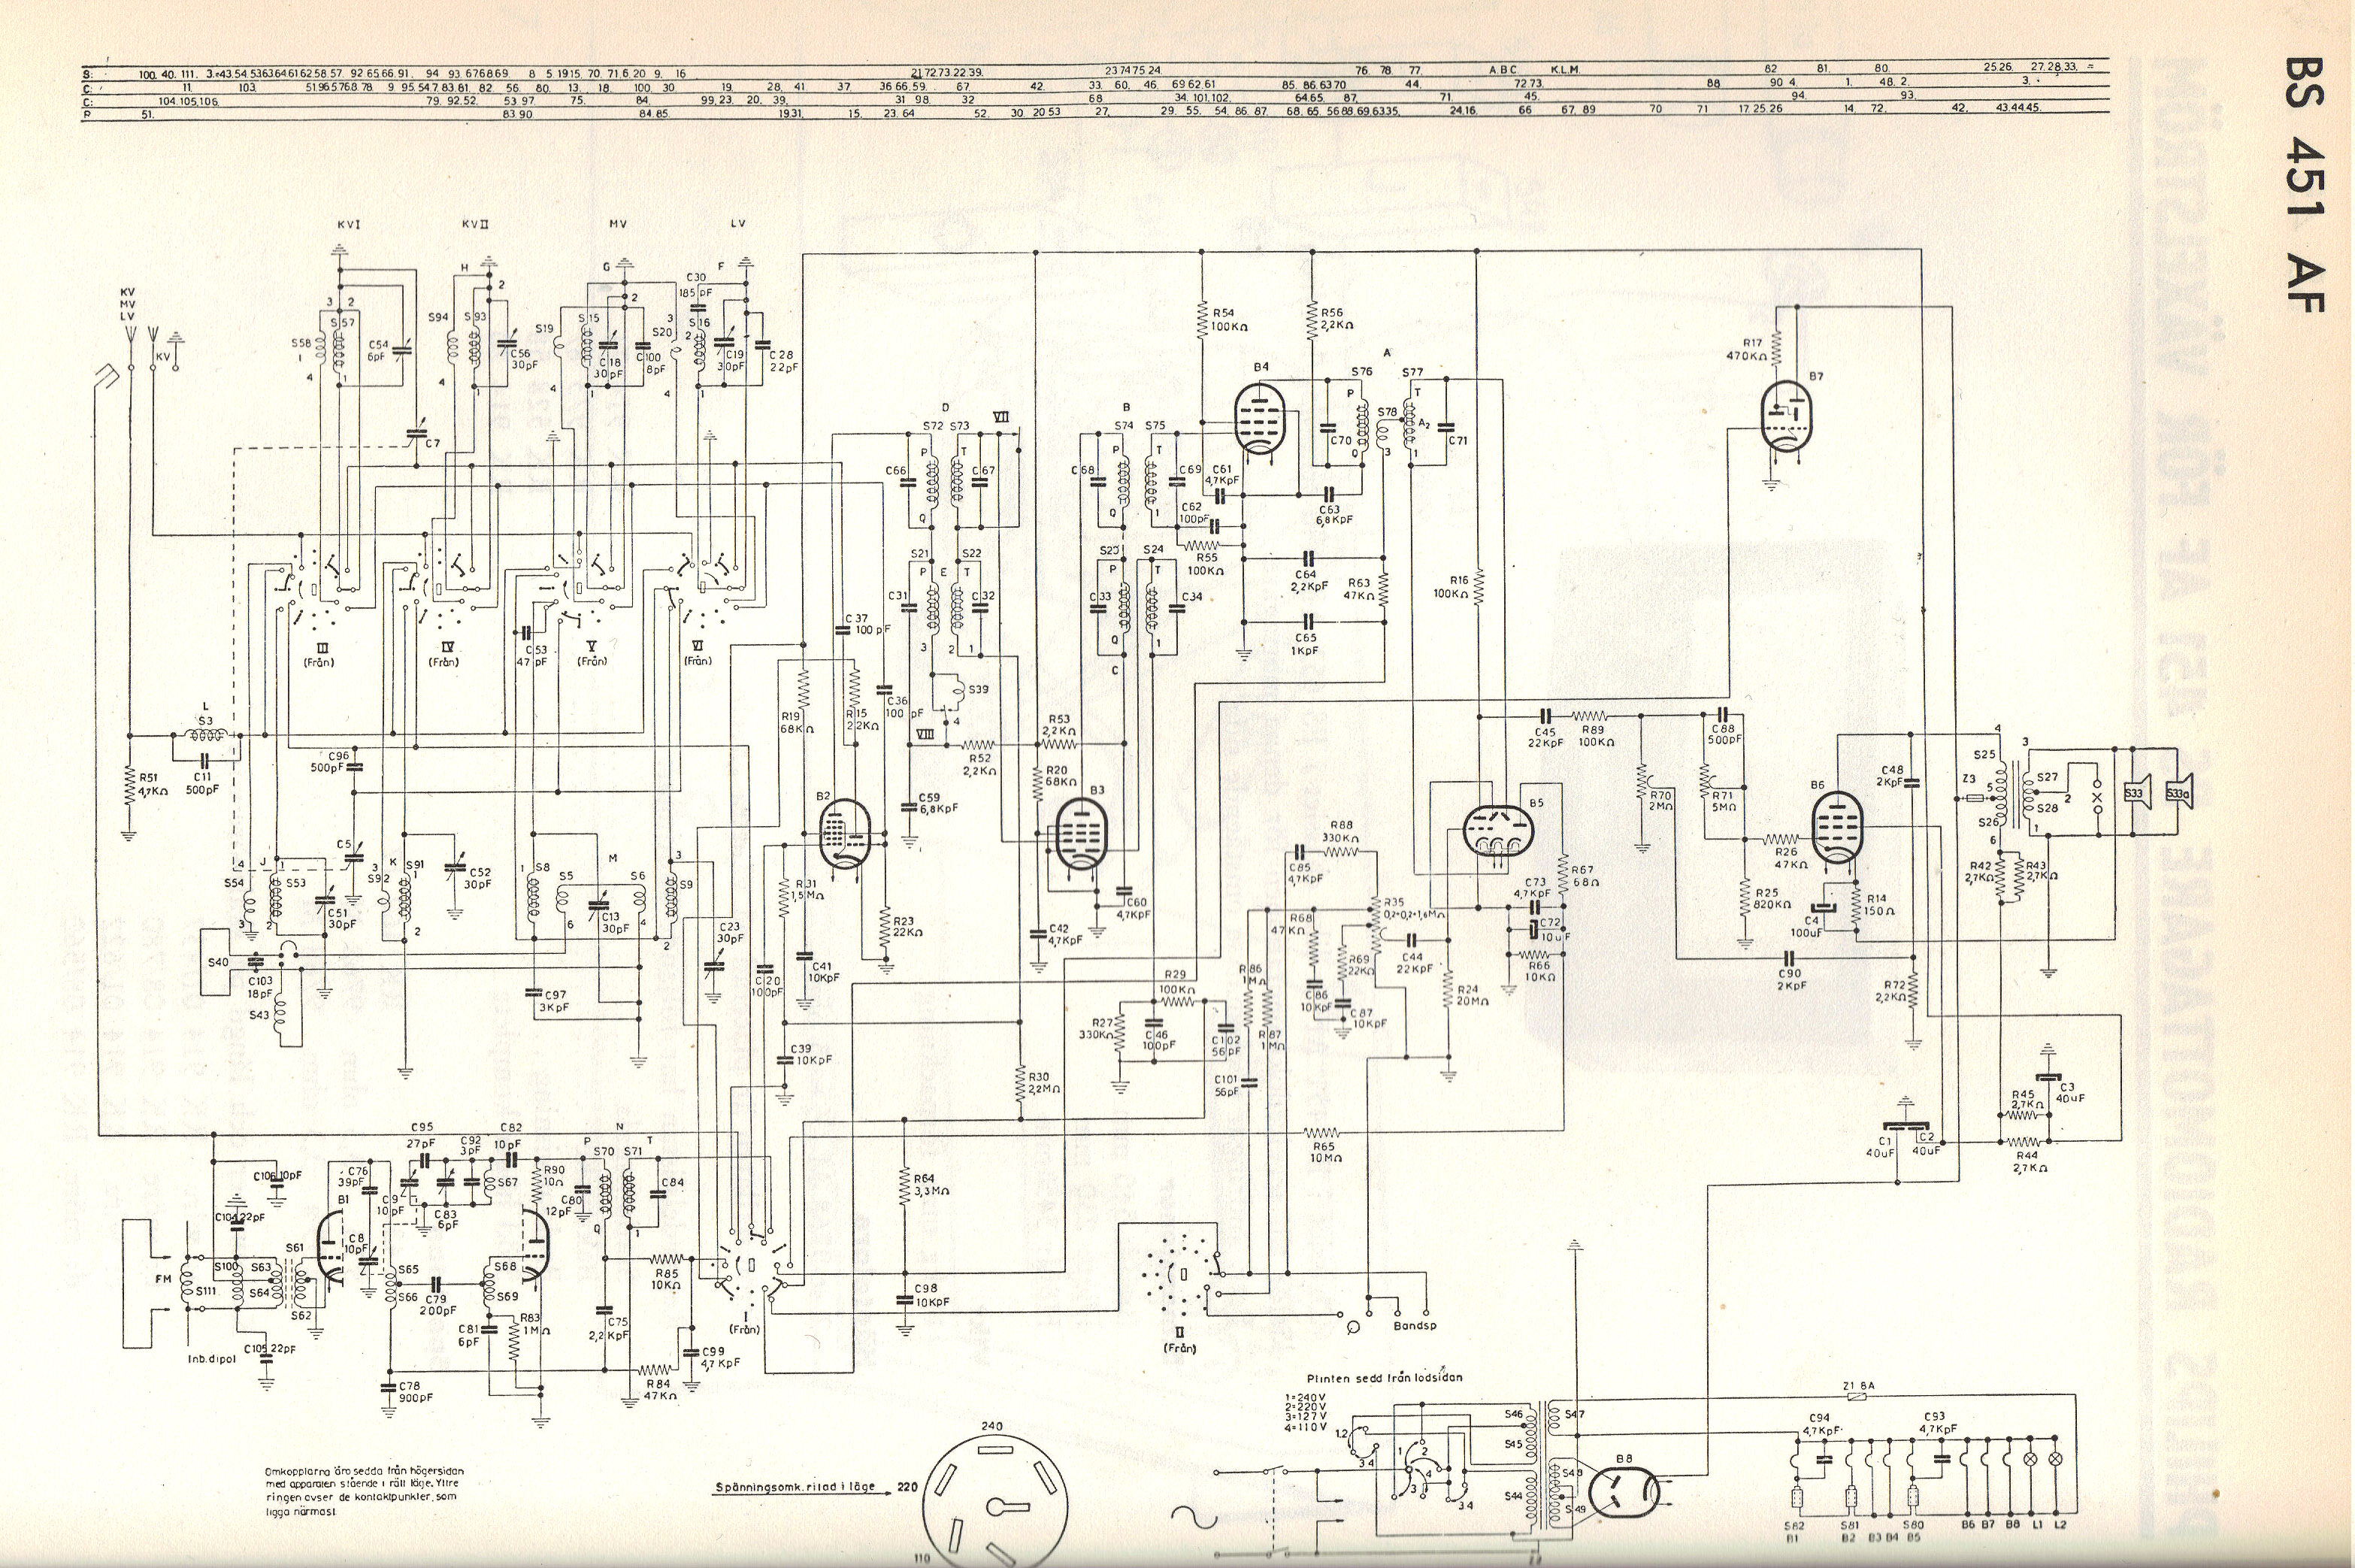 BS 451 AF
S: 100. 40. 111. 3.=43.54.5363.64616258.57. 92.65.66.91. 94 93.676869. 8 5.1915. 70. 71.6.20 9. 16 21.72.73.22.39. 23 74 75 24. 76. 78. 77. A.B.C. K.L.M. 82 81. 80. 25.26. 27.28.33. =
C: 11. 103. 9 95.547.83.81. 82. 56. 80. 13. 18. 100. 30 19. 28. 41 37. 36 66.59. 67 42. 33. 60. 46. 69 62.61 85. 86.6370 44. 72.73. 88 90 4. 1. 48. 2. 3.
C: 104.105.106. 79. 92.52. 53 97. 75. 84. 99.23. 20. 39. 31 98. 32 68 34. 101.102. 64.65. 87. 71. 45. 94. 93.
R 51. 83.90 84.85. 19.31. 15. 23.64 52. 30 20 53 27. 29. 55. 54. 86. 87. 68. 65. 56 88.69.6335. 24.16. 66 67. 89 70 71 17. 25.26 14. 72. 42. 43.44.45.
KVI KVII MV LV
KV
MV
LV
KV
H G F
C30
185pF
S58 S57 C54
6pF
S94 S93 C56
30pF
S19 S15 C18
30pF
C100
8pF
S20 S16 C19
30pF
C28
22pF
C7
R54
100KΩ
R56
2,2KΩ
R17
470KΩ
B7
B4
A
S76 S78 S77
A2
C70 C71
D
VII
S72 S73
C66 C67
B
S74 S75
C68 C69
C61
4,7KpF
C62
100pF
C63
6,8KpF
R55
100KΩ
C64
2,2KpF
R63
47KΩ
C65
1KpF
R16
100KΩ
S21 E S22
C31 C32
S23 S24
C33 C34
C
C37
100pF
C53
47pF
III
(Från)
IV
(Från)
V
(Från)
VI
(Från)
L
S3
C11
500pF
R51
4,7KΩ
C96
500pF
R19
68KΩ
R15
2,2KΩ
C36
100pF
S39
VIII
R52
2,2KΩ
R53
2,2KΩ
R20
68KΩ
C59
6,8KpF
B2
B3
C45
22KpF
R89
100KΩ
C88
500pF
R70
2MΩ
R71
5MΩ
B5
B6
C48
2KpF
Z3
S25
S26
S27
S28
S33
S33a
R42
2,7KΩ
R43
2,7KΩ
R26
47KΩ
R25
820KΩ
C4
100uF
R14
150Ω
C5
J
S54 S53
C51
30pF
K
S92 S91
C52
30pF
M
S8 S5 S6 S9
C13
30pF
C23
30pF
R31
1,5MΩ
R23
22KΩ
C41
10KpF
C20
100pF
C42
4,7KpF
C60
4,7KpF
R88
330KΩ
C85
4,7KpF
R68
47KΩ
R35
0,2+0,2+1,6MΩ
R69
22KΩ
C44
22KpF
C86
10KpF
C87
10KpF
R24
20MΩ
C73
4,7KpF
R67
68Ω
C72
10uF
R66
10KΩ
C90
2KpF
R72
2,2KΩ
S40
C103
18pF
S43
C97
3KpF
C39
10KpF
R29
100KΩ
R27
330KΩ
C46
100pF
C102
56pF
R86
1MΩ
R87
1MΩ
C101
56pF
R30
2,2MΩ
R65
10MΩ
R64
3,3MΩ
C3
40uF
R45
2,7KΩ
R44
2,7KΩ
C1
40uF
C2
40uF
C95
27pF
C92
3pF
C82
10pF
C76
39pF
C9
10pF
C83
6pF
S67
R90
10Ω
C80
12pF
N
S70 S71
C84
C106 10pF
C104 22pF
B1
C8
10pF
S61
FM
S111
S100
S63
S64
S62
S65
S66
C79
200pF
S68
S69
C81
6pF
R83
1MΩ
R85
10KΩ
C75
2,2KpF
R84
47KΩ
C99
4,7KpF
C78
900pF
C105 22pF
Inb.dipol
I
(Från)
C98
10KPF
II
(Från)
Bandsp
Plinten sedd från lödsidan
1=240V
2=220V
3=127V
4=110V
S46
S45
S44
S47
S48
S49
B8
Z1 8A
C94
4,7KpF
C93
4,7KpF
S82 S81 S80 B6 B7 B8 L1 L2
B1 B2 B3 B4 B5
Omkopplarna äro sedda från högersidan
med apparaten stående i rätt läge. Yttre
ringen avser de kontaktpunkter, som
ligga närmast
Spänningsomk. ritad i läge 220
240
110